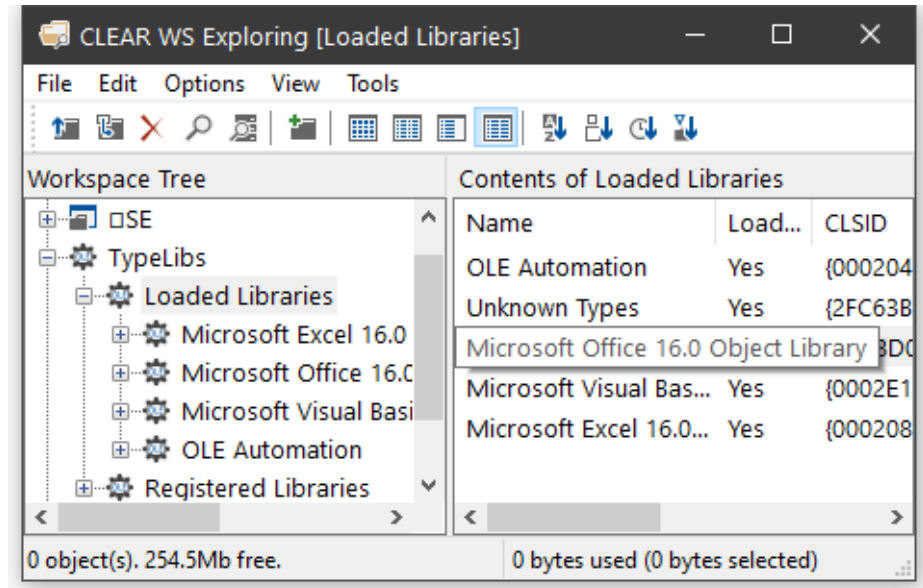 CLEAR WS Exploring [Loaded Libraries]
File Edit Options View Tools
Workspace Tree
⎕SE
TypeLibs
Loaded Libraries
Microsoft Excel 16.0
Microsoft Office 16.0
Microsoft Visual Basi
OLE Automation
Registered Libraries
Contents of Loaded Libraries
Name Load... CLSID
OLE Automation Yes {000204
Unknown Types Yes {2FC63B
Microsoft Office 16.0 Object Library 3D0
Microsoft Visual Bas... Yes {0002E1
Microsoft Excel 16.0... Yes {000208
0 object(s). 254.5Mb free.
0 bytes used (0 bytes selected)